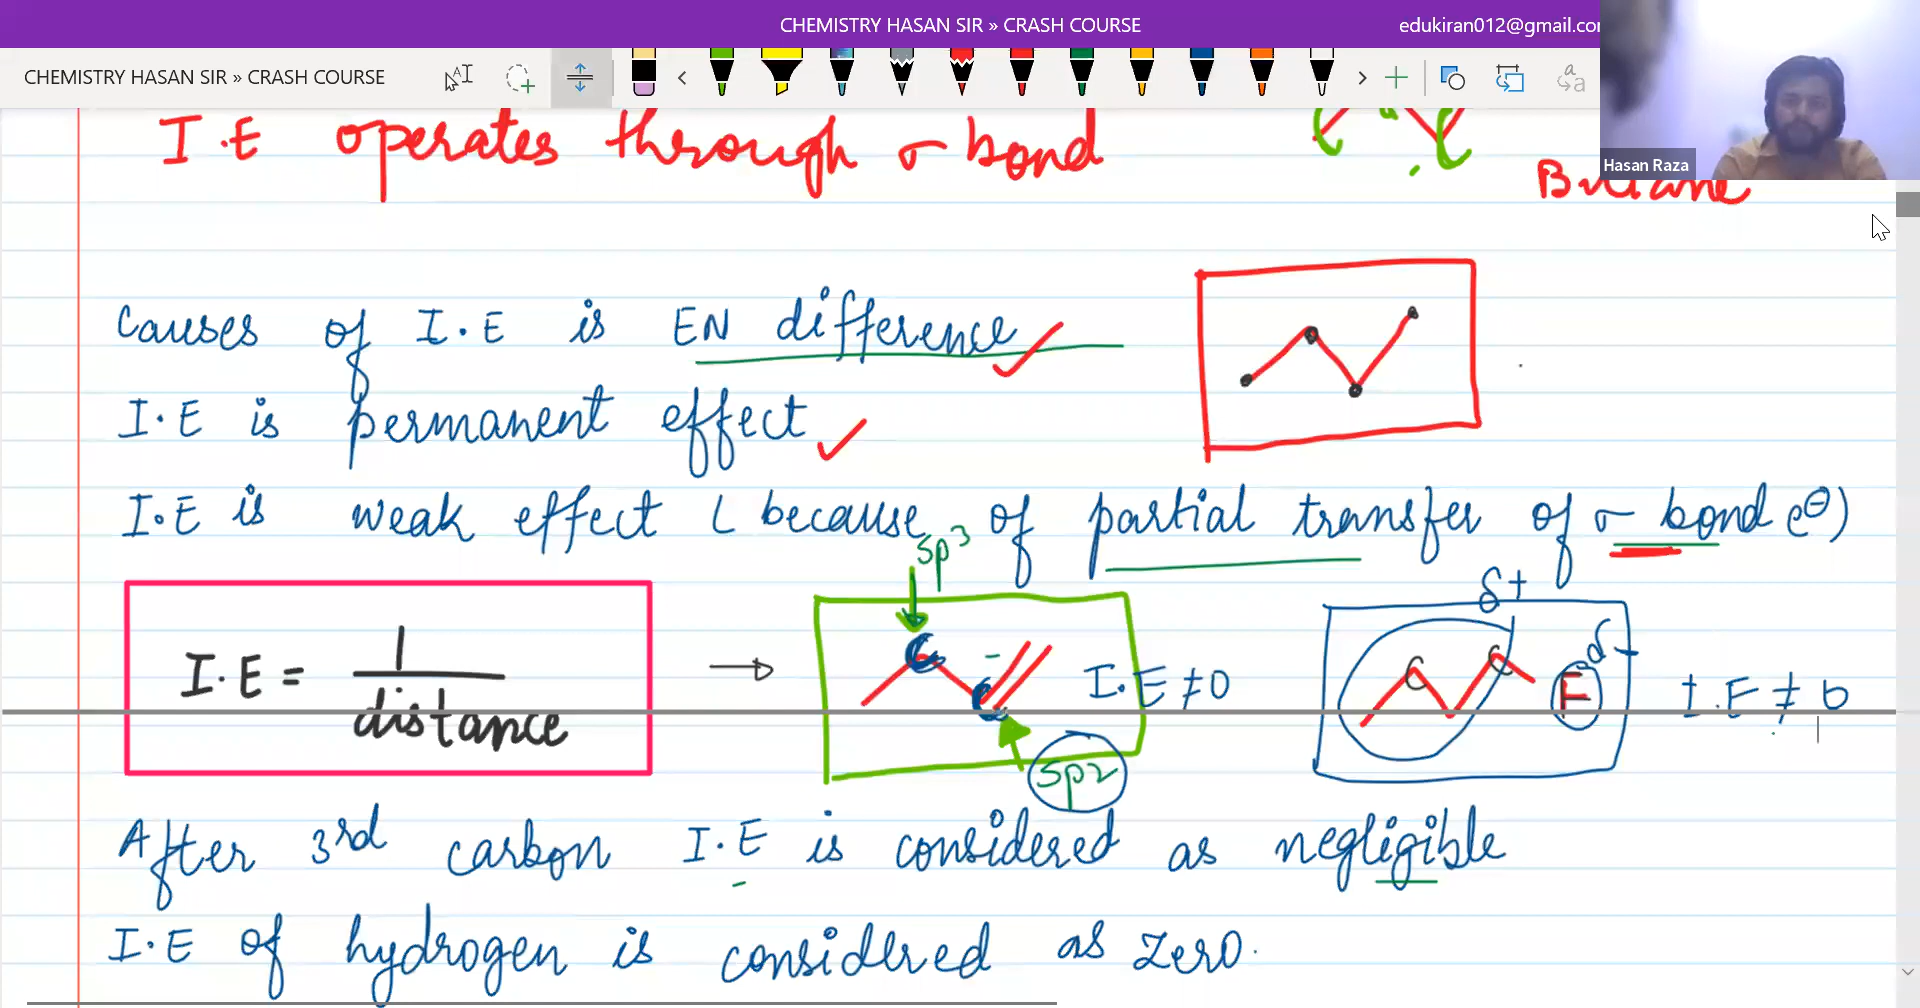 CHEMISTRY HASAN SIR » CRASH COURSE
edukiran012@gmail.co
CHEMISTRY HASAN SIR » CRASH COURSE
Hasan Raza
I.E operates through σ bond
Butane
Causes of I.E is EN difference
I.E is permanent effect
I.E is weak effect ( because of partial transfer of σ bond e⊖)
sp3
δ+
I.E = 1/distance
C
C
I.E ≠ 0
C
C
F
δ-
I.E ≠ 0
sp2
After 3rd carbon I.E is considered as negligible
I.E of hydrogen is considered as zero.